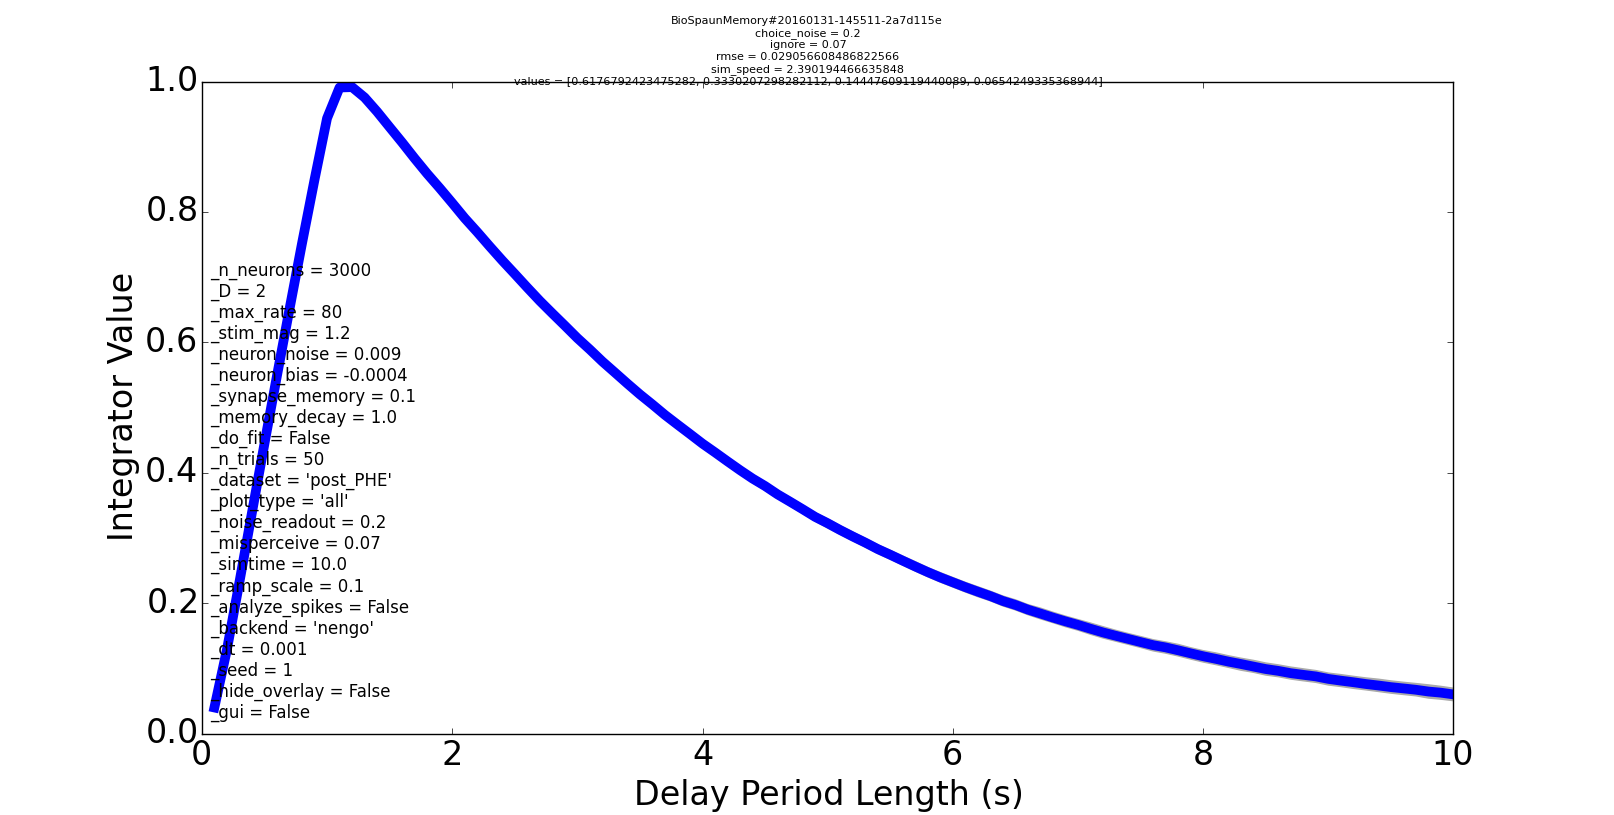 BioSpaunMemory#20160131-145511-2a7d115e
choice_noise = 0.2
ignore = 0.07
rmse = 0.029056608486822566
sim_speed = 2.390194466635848
values = [0.6176792423475282, 0.3330207298282112, 0.14447609119440089, 0.0654249335368944]
1.0
0.8
0.6
0.4
0.2
0.0
Integrator Value
_n_neurons = 3000
_D = 2
_max_rate = 80
_stim_mag = 1.2
_neuron_noise = 0.009
_neuron_bias = -0.0004
_synapse_memory = 0.1
_memory_decay = 1.0
_do_fit = False
_n_trials = 50
_dataset = 'post_PHE'
_plot_type = 'all'
_noise_readout = 0.2
_misperceive = 0.07
_sim_time = 10.0
_ramp_scale = 0.1
_analyze_spikes = False
_backend = 'nengo'
_dt = 0.001
_seed = 1
_hide_overlay = False
_gui = False
0 2 4 6 8 10
Delay Period Length (s)